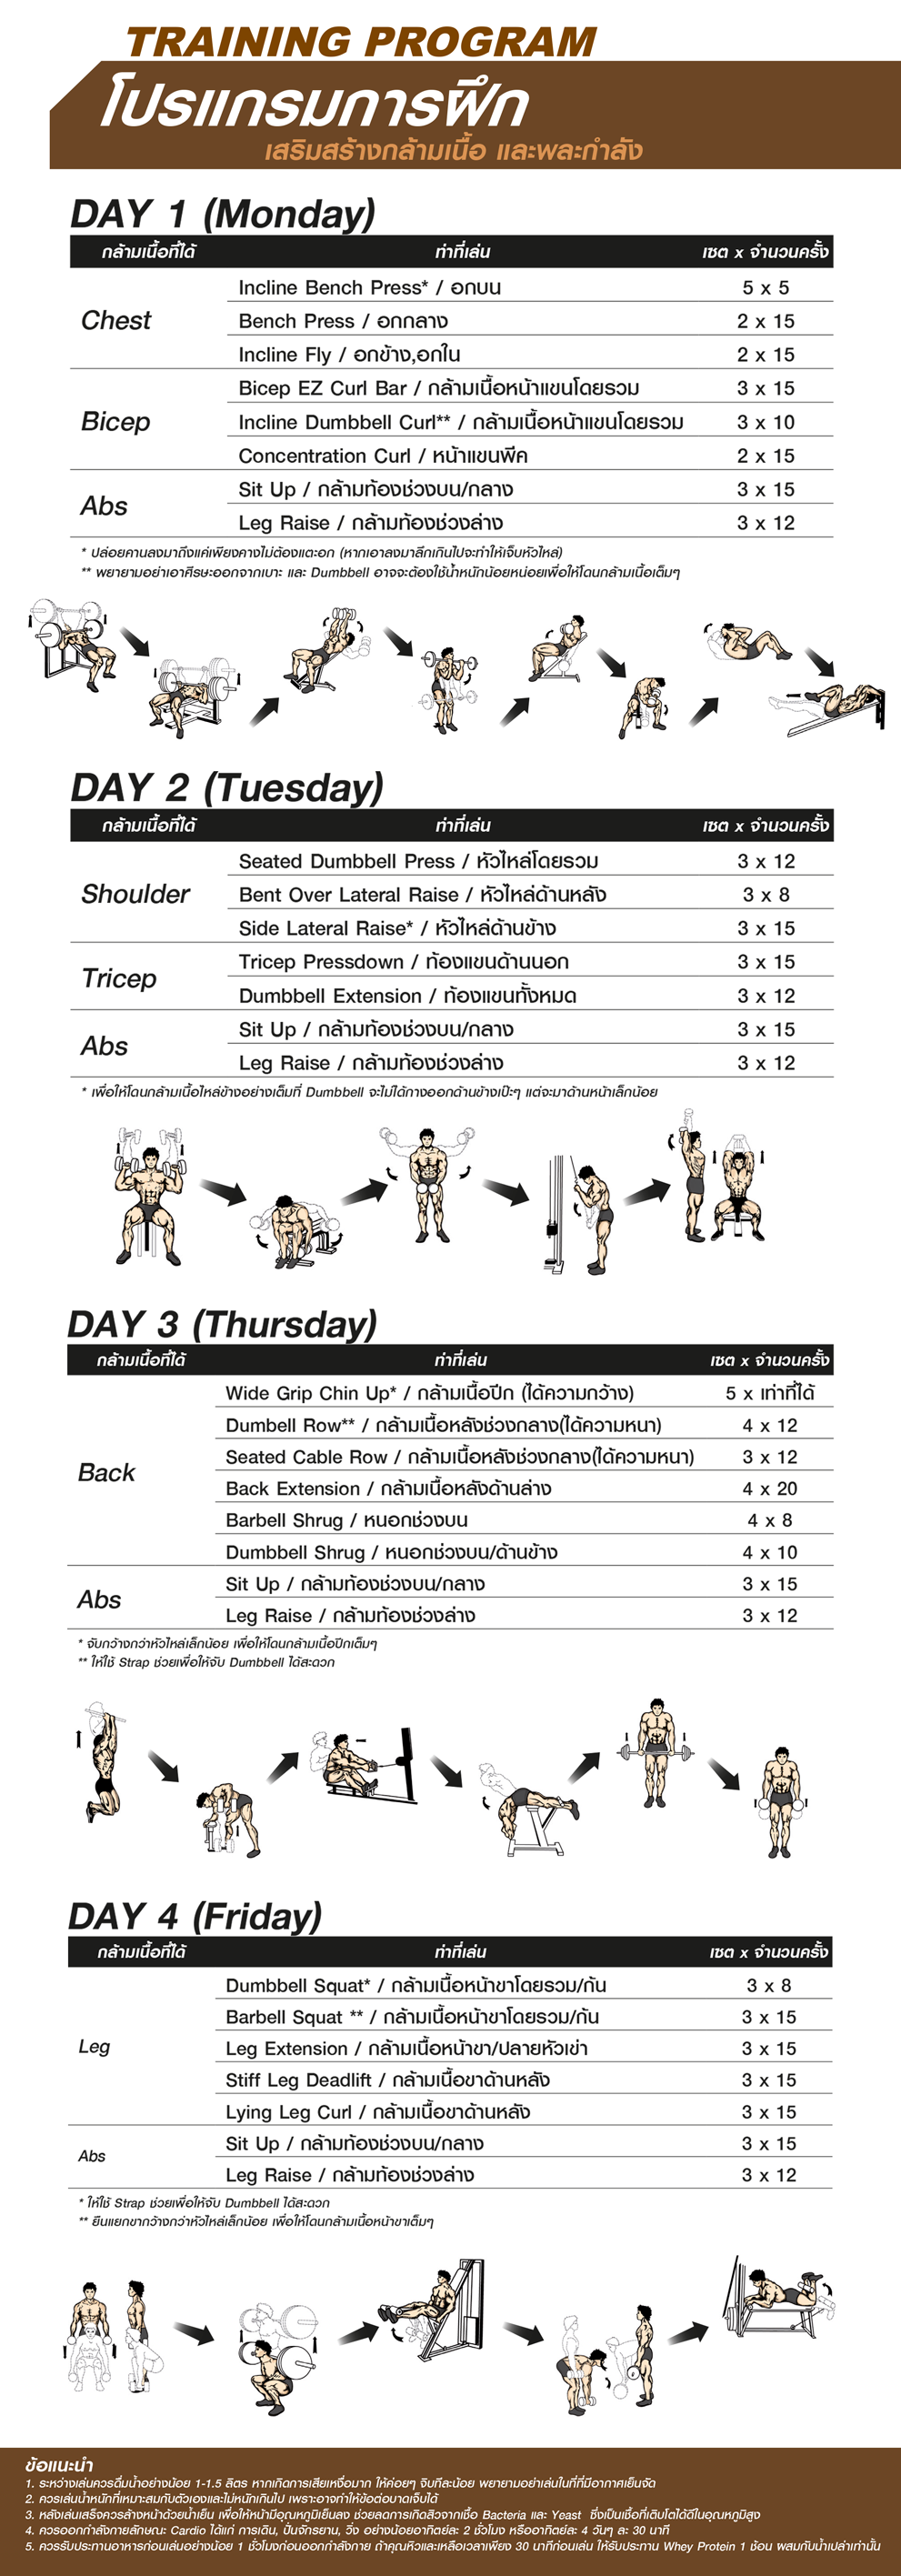 TRAINING PROGRAM
โปรแกรมการฝึก
เสริมสร้างกล้ามเนื้อ และพละกำลัง
DAY 1 (Monday)
กล้ามเนื้อที่ได้ ท่าที่เล่น เซต x จำนวนครั้ง
Chest
Incline Bench Press* / อกบน 5 x 5
Bench Press / อกกลาง 2 x 15
Incline Fly / อกข้าง,อกใน 2 x 15
Bicep
Bicep EZ Curl Bar / กล้ามเนื้อหน้าแขนโดยรวม 3 x 15
Incline Dumbbell Curl** / กล้ามเนื้อหน้าแขนโดยรวม 3 x 10
Concentration Curl / หน้าแขนพีค 2 x 15
Abs
Sit Up / กล้ามท้องช่วงบน/กลาง 3 x 15
Leg Raise / กล้ามท้องช่วงล่าง 3 x 12
* ปล่อยคานลงมาถึงแค่เพียงคางไม่ต้องแตะอก (หากเอาลงมาลึกเกินไปจะทำให้เจ็บหัวไหล่)
** พยายามอย่าเอาศีรษะออกจากเบาะ และ Dumbbell อาจจะต้องใช้น้ำหนักน้อยหน่อยเพื่อให้โดนกล้ามเนื้อเต็มๆ
DAY 2 (Tuesday)
กล้ามเนื้อที่ได้ ท่าที่เล่น เซต x จำนวนครั้ง
Shoulder
Seated Dumbbell Press / หัวไหล่โดยรวม 3 x 12
Bent Over Lateral Raise / หัวไหล่ด้านหลัง 3 x 8
Side Lateral Raise* / หัวไหล่ด้านข้าง 3 x 15
Tricep
Tricep Pressdown / ท้องแขนด้านนอก 3 x 15
Dumbbell Extension / ท้องแขนทั้งหมด 3 x 12
Abs
Sit Up / กล้ามท้องช่วงบน/กลาง 3 x 15
Leg Raise / กล้ามท้องช่วงล่าง 3 x 12
* เพื่อให้โดนกล้ามเนื้อไหล่ข้างอย่างเต็มที่ Dumbbell จะไม่ได้กางออกด้านข้างเป๊ะๆ แต่จะมาด้านหน้าเล็กน้อย
DAY 3 (Thursday)
กล้ามเนื้อที่ได้ ท่าที่เล่น เซต x จำนวนครั้ง
Back
Wide Grip Chin Up* / กล้ามเนื้อปีก (ได้ความกว้าง) 5 x เท่าที่ได้
Dumbell Row** / กล้ามเนื้อหลังช่วงกลาง(ได้ความหนา) 4 x 12
Seated Cable Row / กล้ามเนื้อหลังช่วงกลาง(ได้ความหนา) 3 x 12
Back Extension / กล้ามเนื้อหลังด้านล่าง 4 x 20
Barbell Shrug / หนอกช่วงบน 4 x 8
Dumbbell Shrug / หนอกช่วงบน/ด้านข้าง 4 x 10
Abs
Sit Up / กล้ามท้องช่วงบน/กลาง 3 x 15
Leg Raise / กล้ามท้องช่วงล่าง 3 x 12
* จับกว้างกว่าหัวไหล่เล็กน้อย เพื่อให้โดนกล้ามเนื้อปีกเต็มๆ
** ให้ใช้ Strap ช่วยเพื่อให้จับ Dumbbell ได้สะดวก
DAY 4 (Friday)
กล้ามเนื้อที่ได้ ท่าที่เล่น เซต x จำนวนครั้ง
Leg
Dumbbell Squat* / กล้ามเนื้อหน้าขาโดยรวม/ก้น 3 x 8
Barbell Squat ** / กล้ามเนื้อหน้าขาโดยรวม/ก้น 3 x 15
Leg Extension / กล้ามเนื้อหน้าขา/ปลายหัวเข่า 3 x 15
Stiff Leg Deadlift / กล้ามเนื้อขาด้านหลัง 3 x 15
Lying Leg Curl / กล้ามเนื้อขาด้านหลัง 3 x 15
Abs
Sit Up / กล้ามท้องช่วงบน/กลาง 3 x 15
Leg Raise / กล้ามท้องช่วงล่าง 3 x 12
* ให้ใช้ Strap ช่วยเพื่อให้จับ Dumbbell ได้สะดวก
** ยืนแยกขากว้างกว่าหัวไหล่เล็กน้อย เพื่อให้โดนกล้ามเนื้อหน้าขาเต็มๆ
ข้อแนะนำ
1. ระหว่างเล่นควรดื่มน้ำอย่างน้อย 1-1.5 ลิตร หากเกิดการเสียเหงื่อมาก ให้ค่อยๆ จิบทีละน้อย พยายามอย่าเล่นในที่ที่มีอากาศเย็นจัด
2. ควรเล่นน้ำหนักที่เหมาะสมกับตัวเองและไม่หนักเกินไป เพราะอาจทำให้ข้อต่อบาดเจ็บได้
3. หลังเล่นเสร็จควรล้างหน้าด้วยน้ำเย็น เพื่อให้หน้ามีอุณหภูมิเย็นลง ช่วยลดการเกิดสิวจากเชื้อ Bacteria และ Yeast ซึ่งเป็นเชื้อที่เติบโตได้ดีในอุณหภูมิสูง
4. ควรออกกำลังกายลักษณะ Cardio ได้แก่ การเดิน, ปั่นจักรยาน, วิ่ง อย่างน้อยอาทิตย์ละ 2 ชั่วโมง หรืออาทิตย์ละ 4 วันๆ ละ 30 นาที
5. ควรรับประทานอาหารก่อนเล่นอย่างน้อย 1 ชั่วโมงก่อนออกกำลังกาย ถ้าคุณหิวและเหลือเวลาเพียง 30 นาทีก่อนเล่น ให้รับประทาน Whey Protein 1 ช้อน ผสมกับน้ำเปล่าเท่านั้น